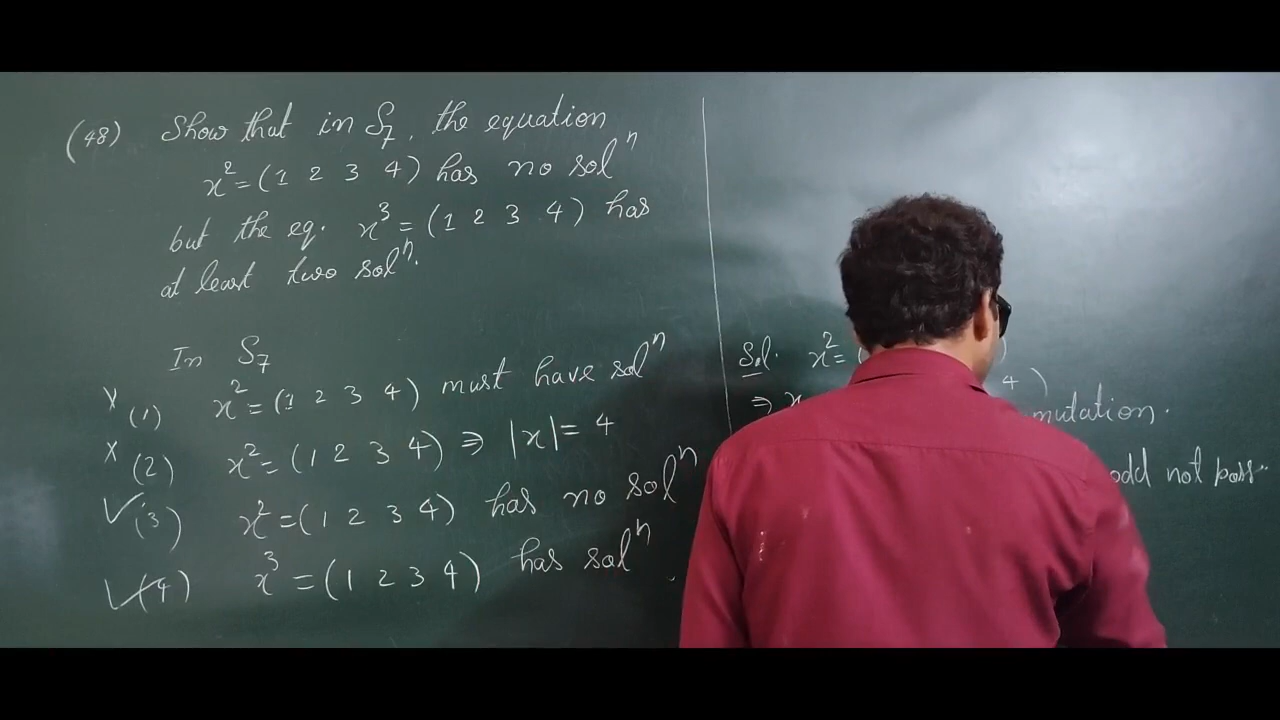 (48) Show that in S₇, the equation
x² = (1 2 3 4) has no solⁿ
but the eq. x³ = (1 2 3 4) has
at least two solⁿ.
In S₇
x (1) x² = (1 2 3 4) must have solⁿ
x (2) x² = (1 2 3 4) ⇒ |x| = 4
✓ (3) x² = (1 2 3 4) has no solⁿ
✓ (4) x³ = (1 2 3 4) has solⁿ
Sol. x² = ( )
⇒ x 4)
mutation.
odd not poss..